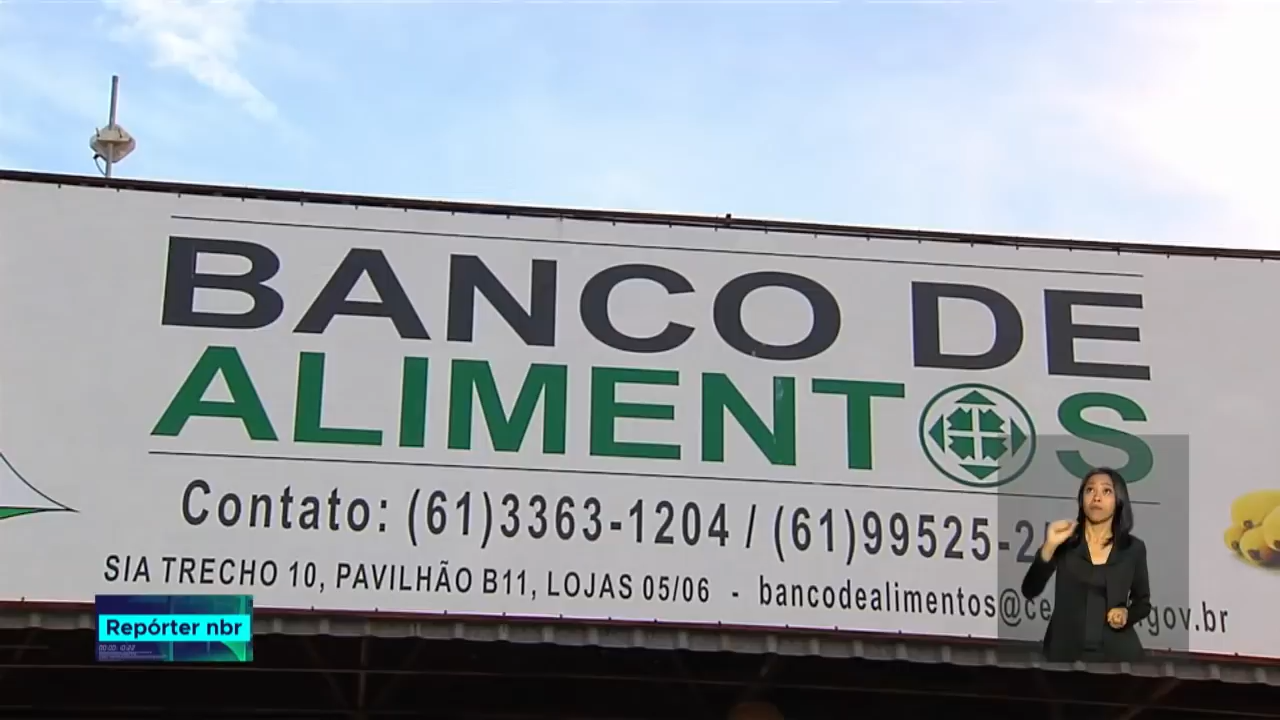 BANCO DE
ALIMENTOS
Contato: (61)3363-1204 / (61)99525-2
SIA TRECHO 10, PAVILHÃO B11, LOJAS 05/06 - bancodealimentos@ce gov.br
Repórter nbr